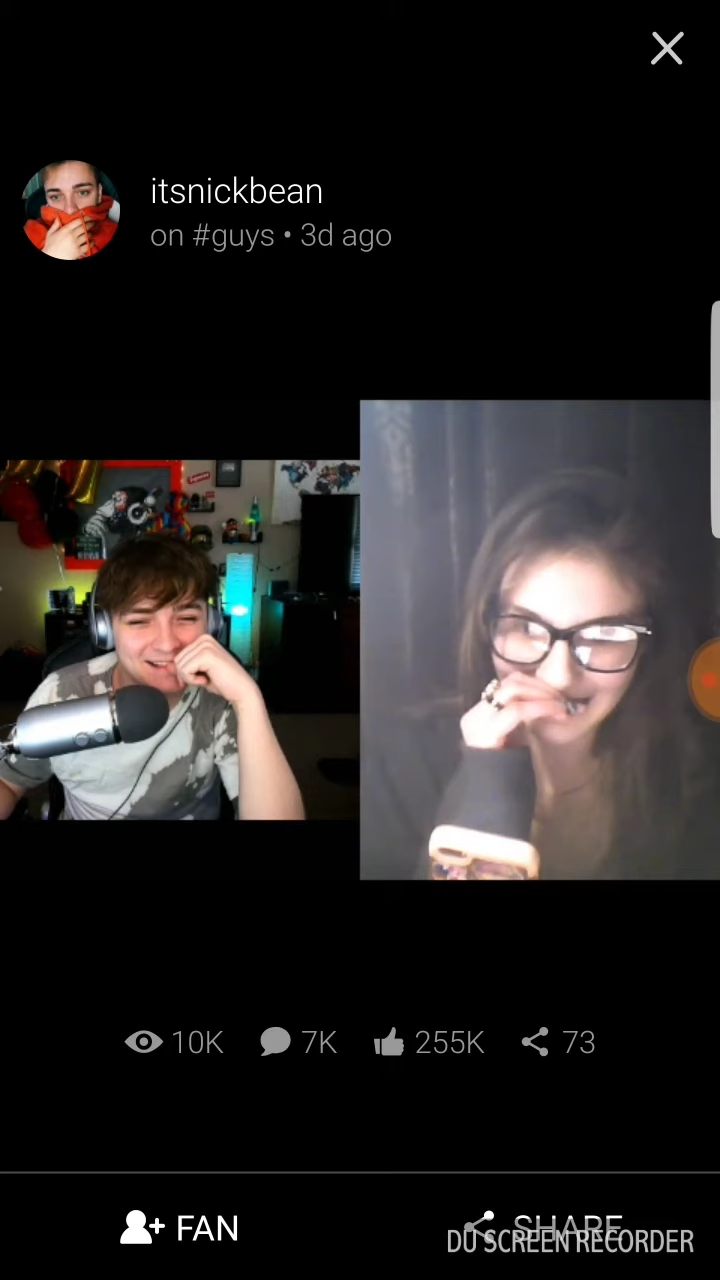 itsnickbean
on #guys • 3d ago
10K 7K 255K 73
FAN
SHARE
DU SCREEN RECORDER